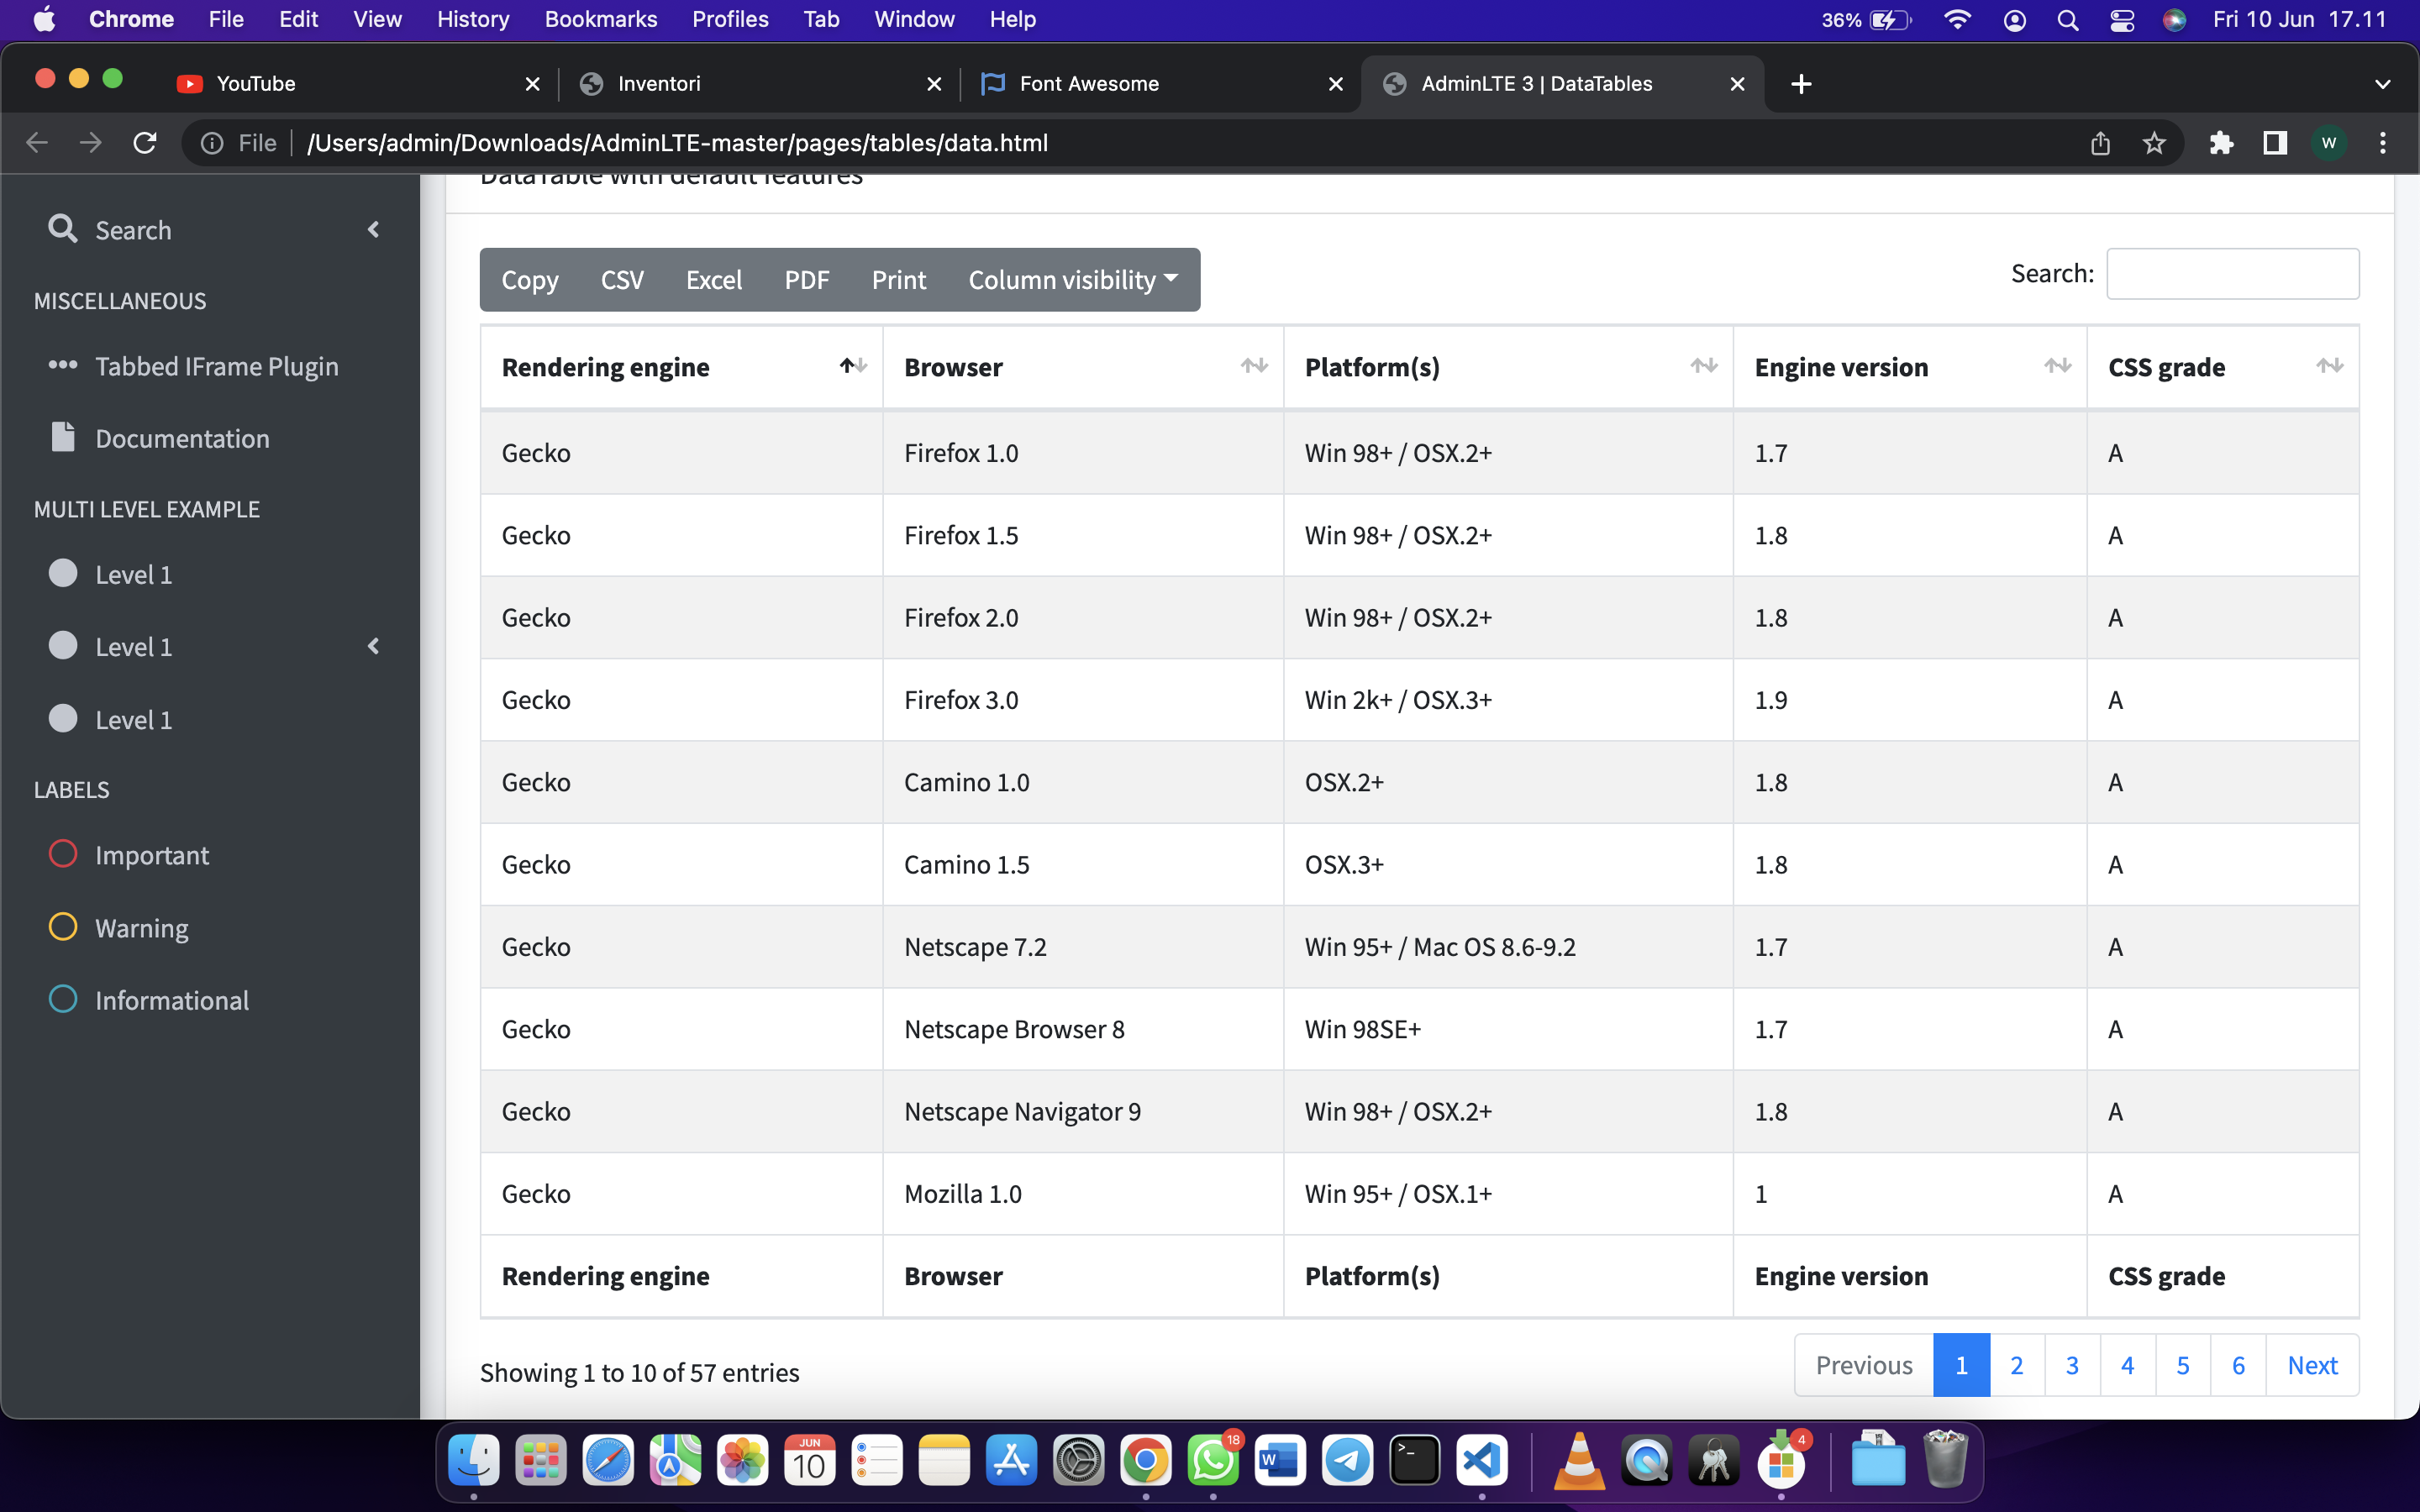 Chrome File Edit View History Bookmarks Profiles Tab Window Help 36% Fri 10 Jun 17.11
YouTube Inventori Font Awesome AdminLTE 3 | DataTables
File /Users/admin/Downloads/AdminLTE-master/pages/tables/data.html W
DataTable with default features
Search
MISCELLANEOUS
Tabbed IFrame Plugin
Documentation
MULTI LEVEL EXAMPLE
Level 1
Level 1
Level 1
LABELS
Important
Warning
Informational
Copy CSV Excel PDF Print Column visibility Search:
Rendering engine Browser Platform(s) Engine version CSS grade
Gecko Firefox 1.0 Win 98+ / OSX.2+ 1.7 A
Gecko Firefox 1.5 Win 98+ / OSX.2+ 1.8 A
Gecko Firefox 2.0 Win 98+ / OSX.2+ 1.8 A
Gecko Firefox 3.0 Win 2k+ / OSX.3+ 1.9 A
Gecko Camino 1.0 OSX.2+ 1.8 A
Gecko Camino 1.5 OSX.3+ 1.8 A
Gecko Netscape 7.2 Win 95+ / Mac OS 8.6-9.2 1.7 A
Gecko Netscape Browser 8 Win 98SE+ 1.7 A
Gecko Netscape Navigator 9 Win 98+ / OSX.2+ 1.8 A
Gecko Mozilla 1.0 Win 95+ / OSX.1+ 1 A
Rendering engine Browser Platform(s) Engine version CSS grade
Showing 1 to 10 of 57 entries Previous 1 2 3 4 5 6 Next
JUN 10 18 W >_ 4